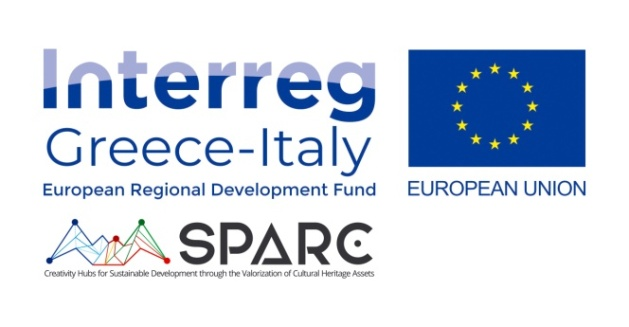 Interreg
Greece-Italy
European Regional Development Fund
EUROPEAN UNION
SPARC
Creativity Hubs for Sustainable Development through the Valorization of Cultural Heritage Assets